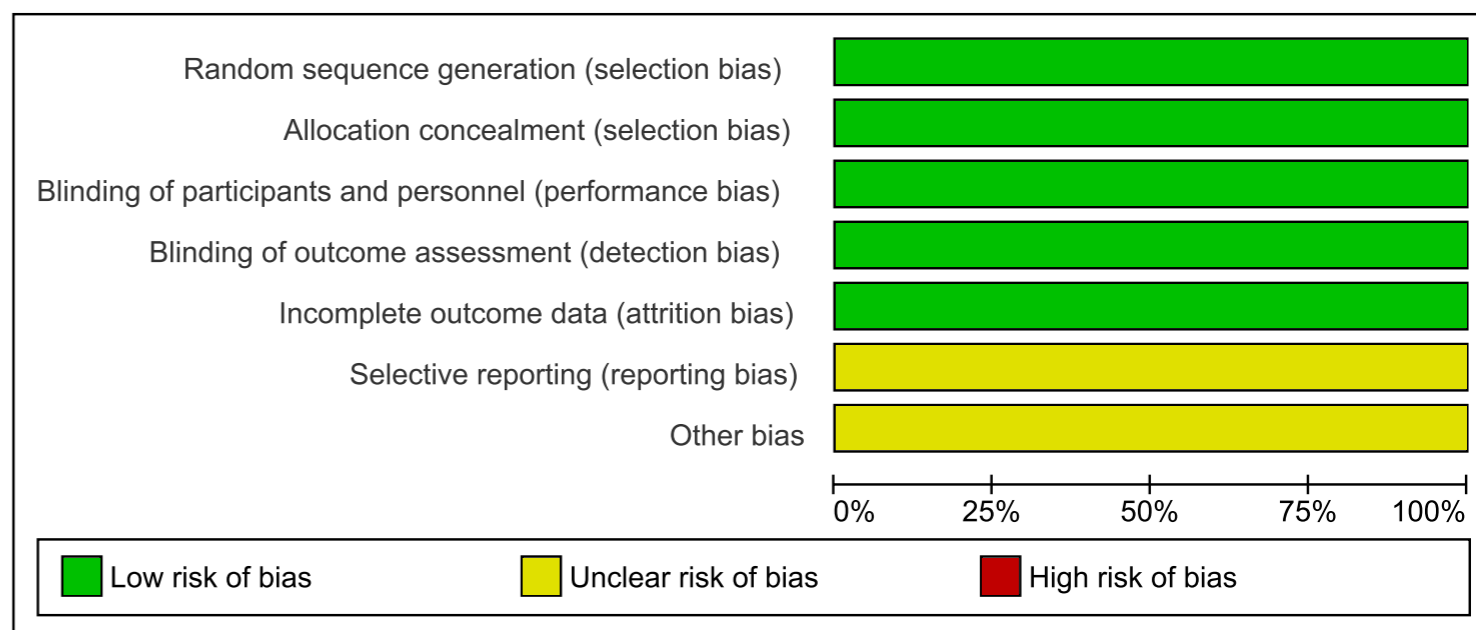 Random sequence generation (selection bias)
Allocation concealment (selection bias)
Blinding of participants and personnel (performance bias)
Blinding of outcome assessment (detection bias)
Incomplete outcome data (attrition bias)
Selective reporting (reporting bias)
Other bias
0% 25% 50% 75% 100%
Low risk of bias Unclear risk of bias High risk of bias